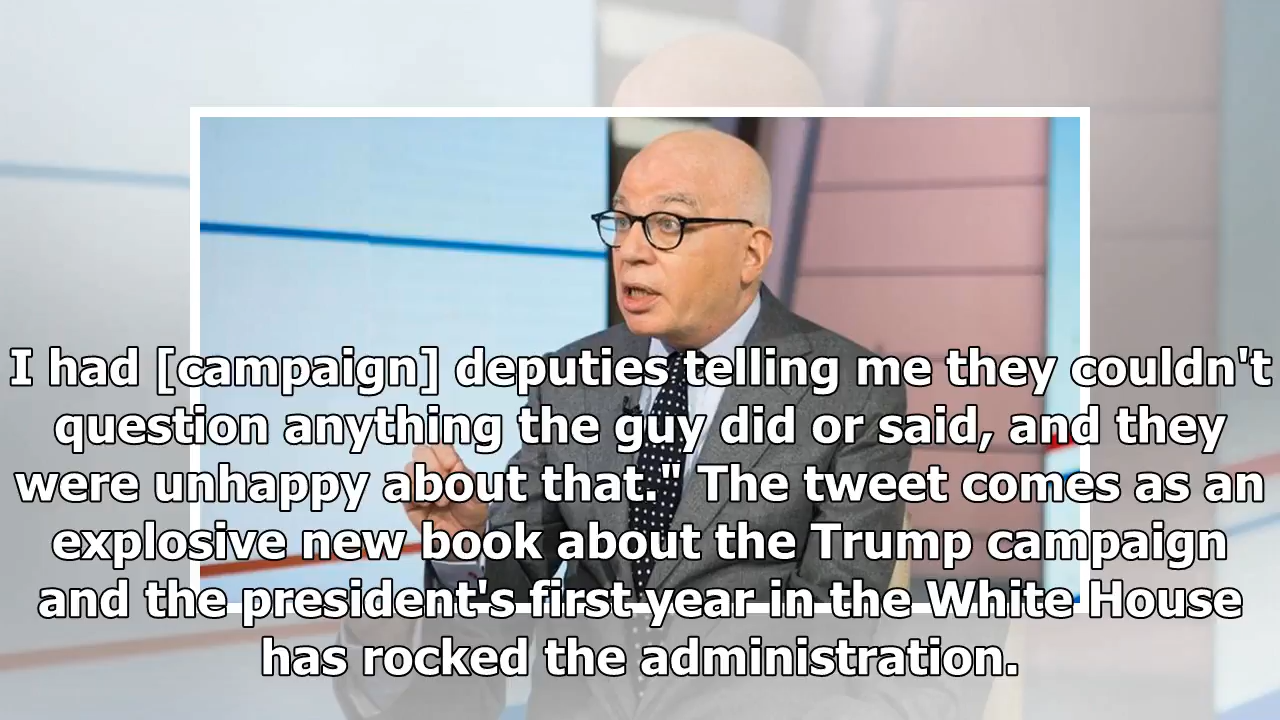 I had [campaign] deputies telling me they couldn't
question anything the guy did or said, and they
were unhappy about that." The tweet comes as an
explosive new book about the Trump campaign
and the president's first year in the White House
has rocked the administration.